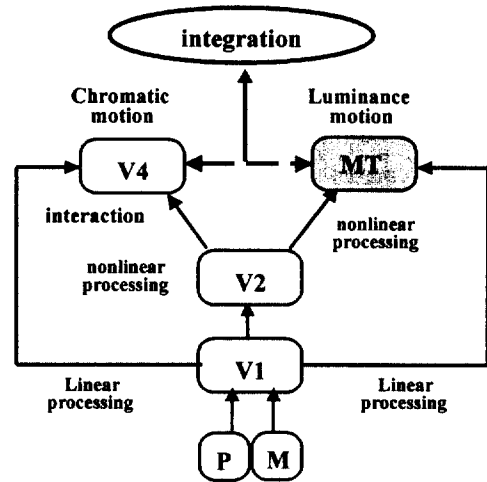 integration
Chromatic
motion
Luminance
motion
V4
MT
interaction
nonlinear
processing
nonlinear
processing
V2
V1
Linear
processing
Linear
processing
P
M